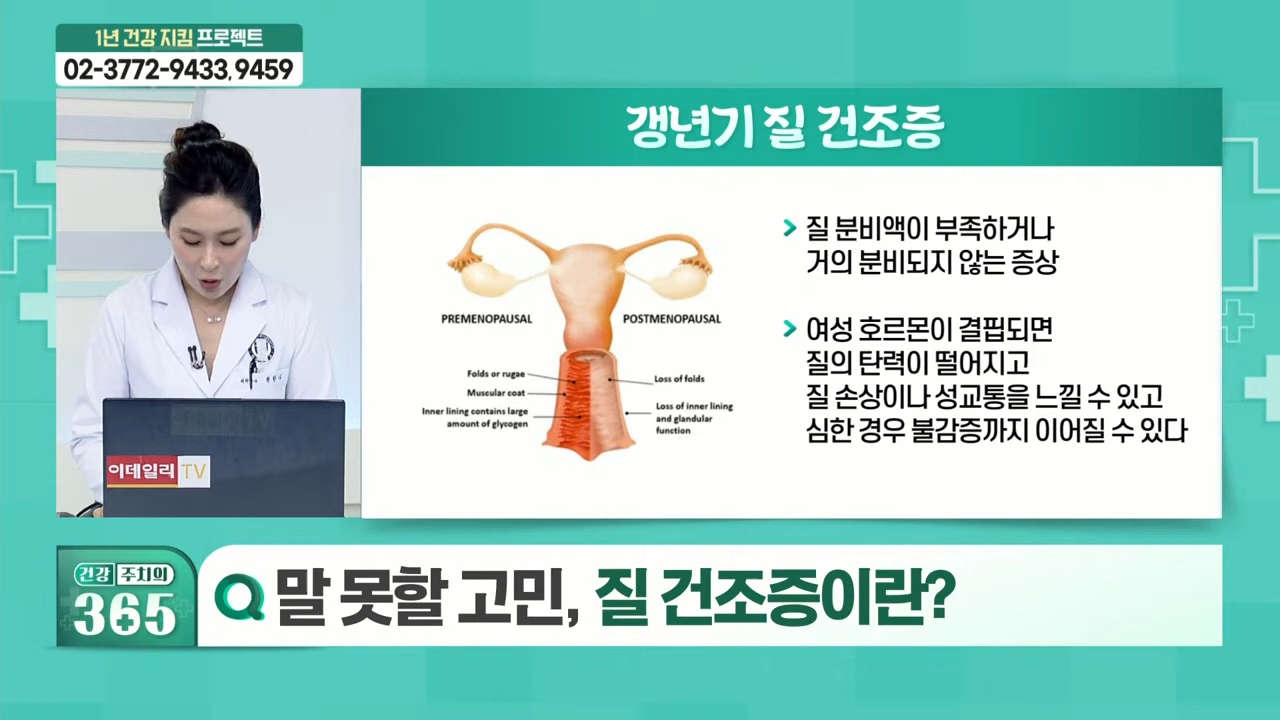 1년 건강 지킴 프로젝트
02-3772-9433, 9459
갱년기 질 건조증
PREMENOPAUSAL
POSTMENOPAUSAL
Folds or rugae
Muscular coat
Inner lining contains large
amount of glycogen
Loss of folds
Loss of inner lining
and glandular
function
질 분비액이 부족하거나
거의 분비되지 않는 증상
여성 호르몬이 결핍되면
질의 탄력이 떨어지고
질 손상이나 성교통을 느낄 수 있고
심한 경우 불감증까지 이어질 수 있다
이데일리 TV
건강 주치의
365
Q 말 못할 고민, 질 건조증이란?